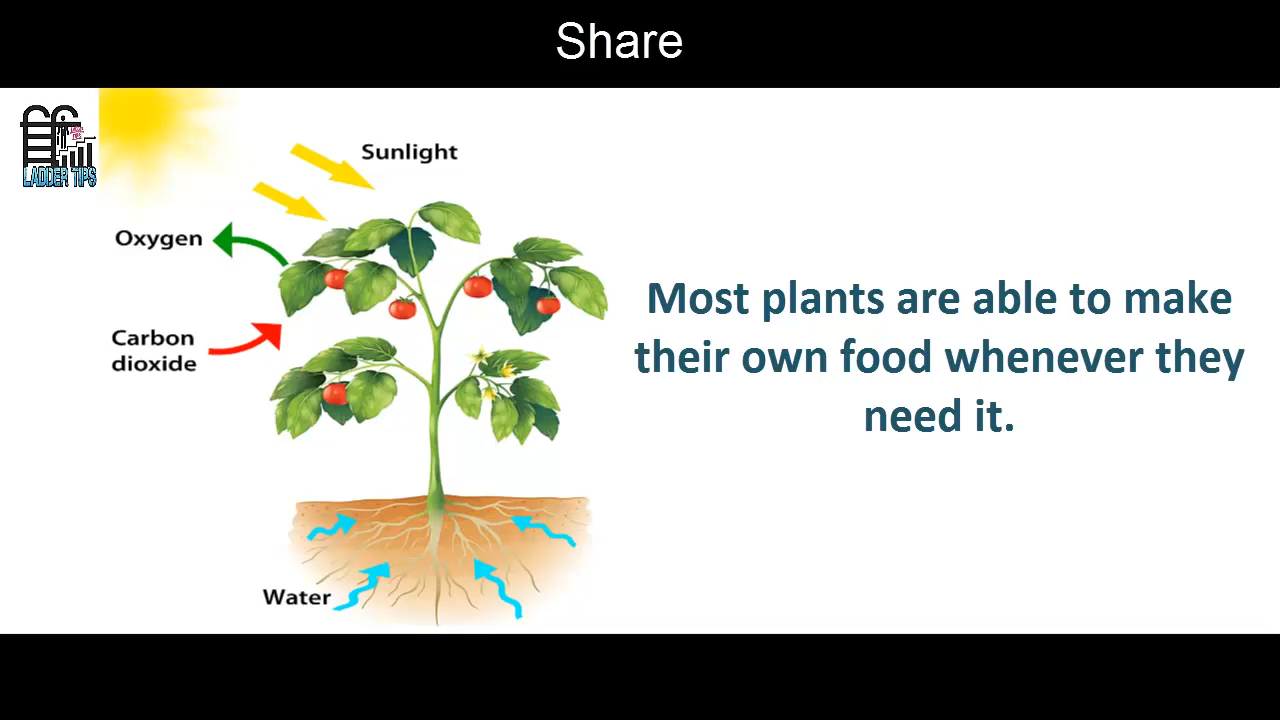 Share
LADDER TIPS
Sunlight
Oxygen
Carbon
dioxide
Most plants are able to make
their own food whenever they
need it.
Water